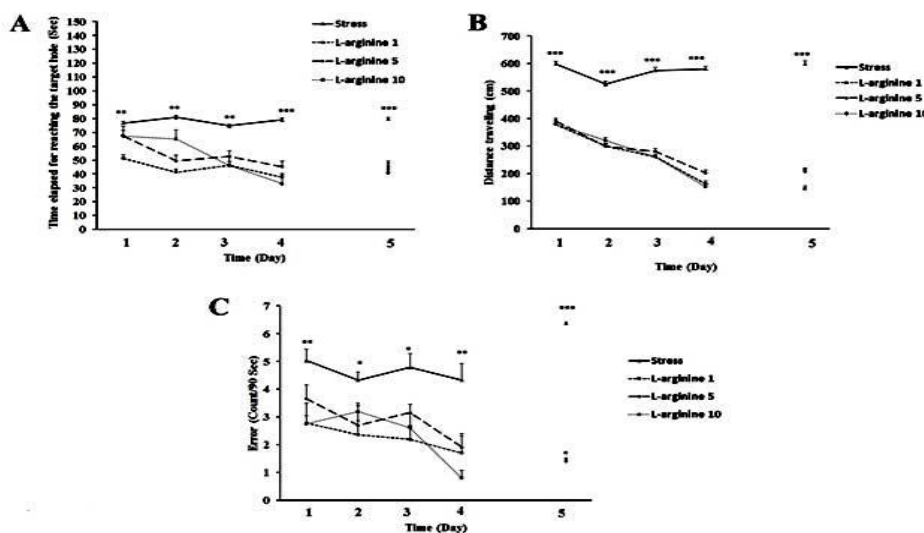 A
Time elapsed for reaching the target hole (Sec)
150
140
130
120
110
100
90
80
70
60
50
40
30
20
10
0
** ** ** *** ***
1 2 3 4 5
Time (Day)
Stress
L-arginine 1
L-arginine 5
L-arginine 10
B
Distance traveling (cm)
700
600
500
400
300
200
100
0
*** *** *** *** ***
1 2 3 4 5
Time (Day)
Stress
L-arginine 1
L-arginine 5
L-arginine 10
C
Error (Count/90 Sec)
7
6
5
4
3
2
1
0
** * * ** ***
*
1 2 3 4 5
Time (Day)
Stress
L-arginine 1
L-arginine 5
L-arginine 10